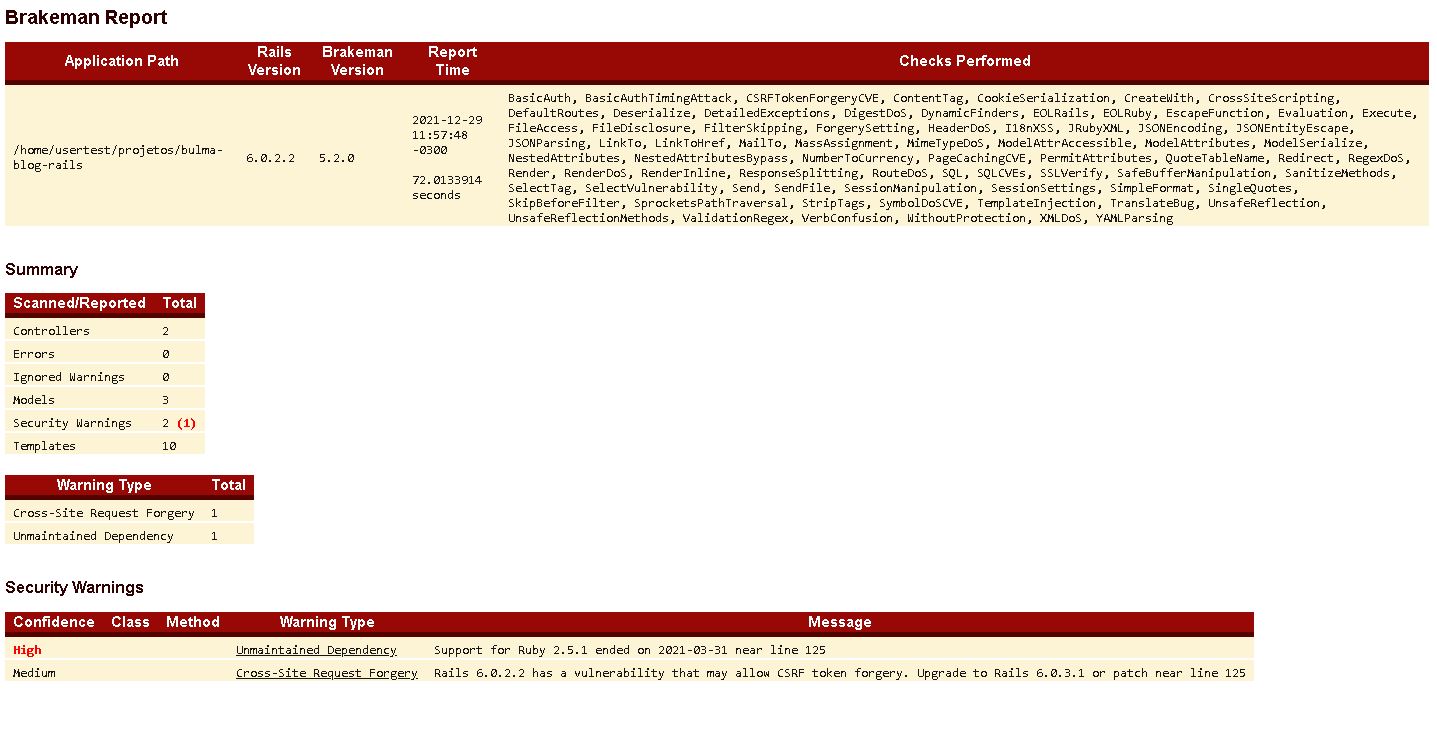 Brakeman Report
Application Path Rails Version Brakeman Version Report Time Checks Performed
/home/usertest/projetos/bulma-blog-rails 6.0.2.2 5.2.0 2021-12-29 11:57:48 -0300 72.0133914 seconds
BasicAuth, BasicAuthTimingAttack, CSRFTokenForgeryCVE, ContentTag, CookieSerialization, CreateWith, CrossSiteScripting,
DefaultRoutes, Deserialize, DetailedExceptions, DigestDoS, DynamicFinders, EOLRails, EOLRuby, EscapeFunction, Evaluation, Execute,
FileAccess, FileDisclosure, FilterSkipping, ForgerySetting, HeaderDoS, I18nXSS, JRubyXML, JSONEncoding, JSONEntityEscape,
JSONParsing, LinkTo, LinkToHref, MailTo, MassAssignment, MimeTypeDoS, ModelAttrAccessible, ModelAttributes, ModelSerialize,
NestedAttributes, NestedAttributesBypass, NumberToCurrency, PageCachingCVE, PermitAttributes, QuoteTableName, Redirect, RegexDoS,
Render, RenderDoS, RenderInline, ResponseSplitting, RouteDoS, SQL, SQLCVEs, SSLVerify, SafeBufferManipulation, SanitizeMethods,
SelectTag, SelectVulnerability, Send, SendFile, SessionManipulation, SessionSettings, SimpleFormat, SingleQuotes,
SkipBeforeFilter, SprocketsPathTraversal, StripTags, SymbolDoSCVE, TemplateInjection, TranslateBug, UnsafeReflection,
UnsafeReflectionMethods, ValidationRegex, VerbConfusion, WithoutProtection, XMLDoS, YAMLParsing
Summary
Scanned/Reported Total
Controllers 2
Errors 0
Ignored Warnings 0
Models 3
Security Warnings 2 (1)
Templates 10
Warning Type Total
Cross-Site Request Forgery 1
Unmaintained Dependency 1
Security Warnings
Confidence Class Method Warning Type Message
High Unmaintained Dependency Support for Ruby 2.5.1 ended on 2021-03-31 near line 125
Medium Cross-Site Request Forgery Rails 6.0.2.2 has a vulnerability that may allow CSRF token forgery. Upgrade to Rails 6.0.3.1 or patch near line 125